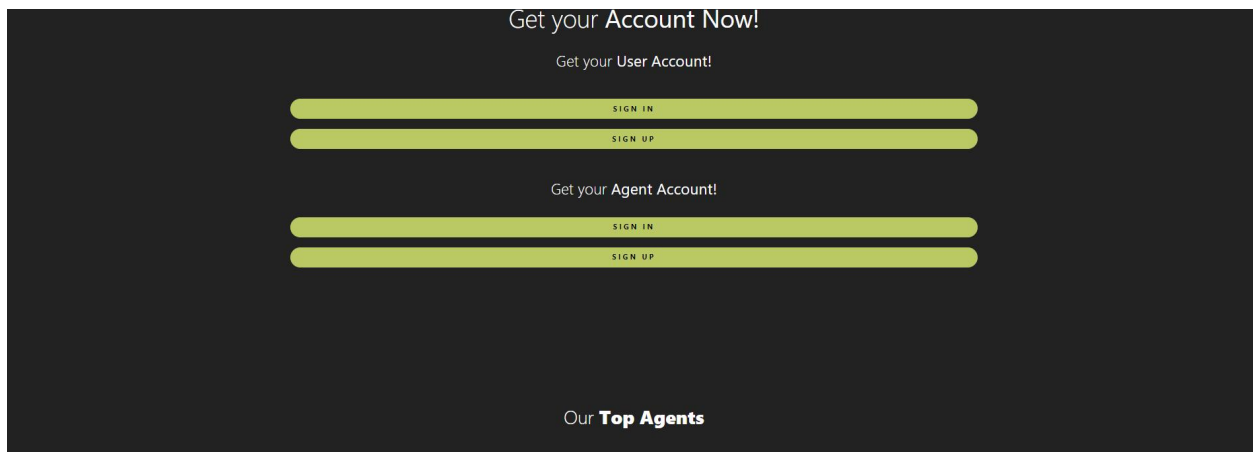 Get your Account Now!
Get your User Account!
SIGN IN
SIGN UP
Get your Agent Account!
SIGN IN
SIGN UP
Our Top Agents